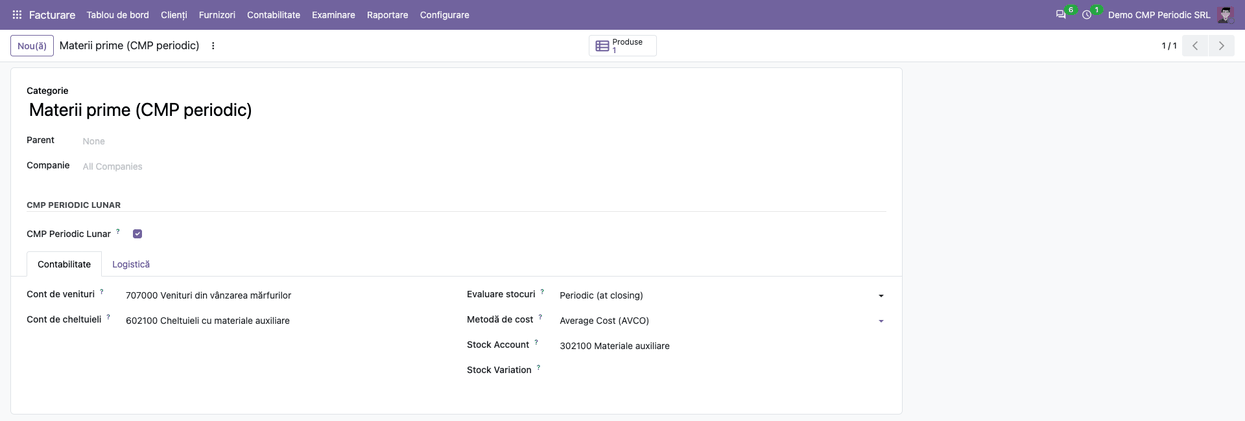 Facturare Tablou de bord Clienți Furnizori Contabilitate Examinare Raportare Configurare 6 1 Demo CMP Periodic SRL
Nou(ă) Materii prime (CMP periodic) Produse 1 1 / 1
Categorie
Materii prime (CMP periodic)
Parent None
Companie All Companies
CMP PERIODIC LUNAR
CMP Periodic Lunar ?
Contabilitate Logistică
Cont de venituri ? 707000 Venituri din vânzarea mărfurilor Evaluare stocuri ? Periodic (at closing)
Cont de cheltuieli ? 602100 Cheltuieli cu materiale auxiliare Metodă de cost ? Average Cost (AVCO)
Stock Account ? 302100 Materiale auxiliare
Stock Variation ?